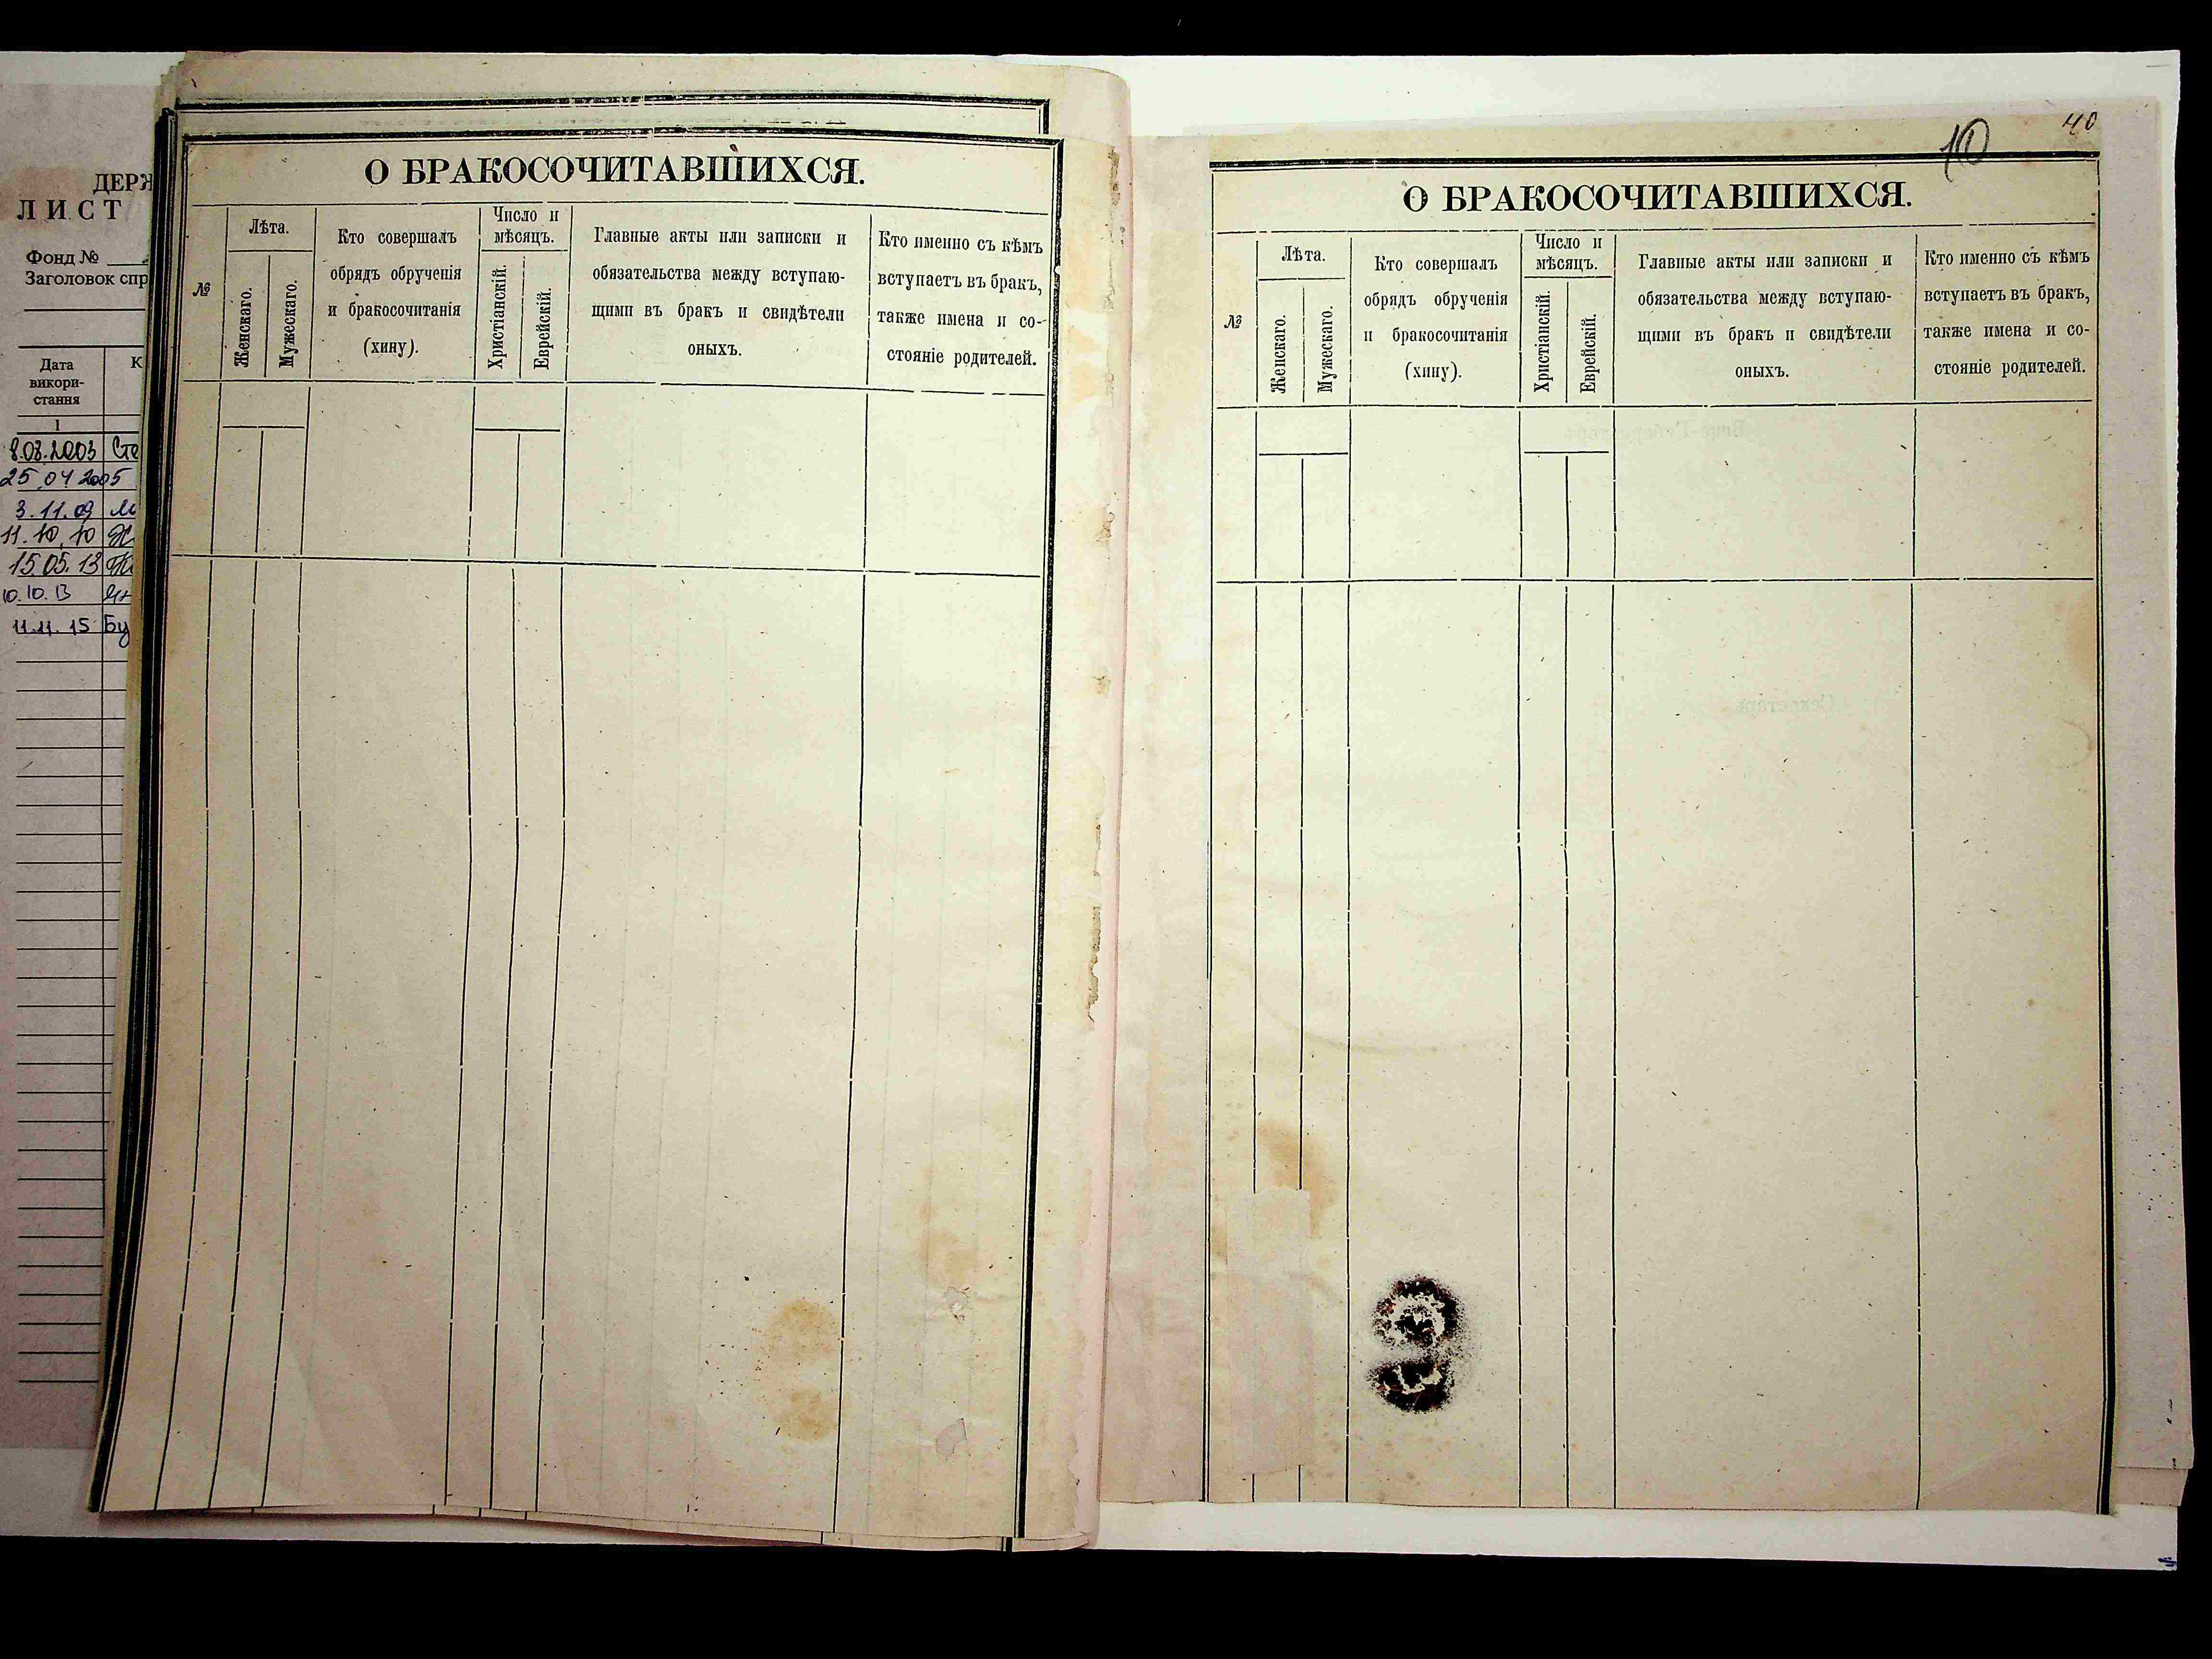 ДЕРЖ
ЛИСТ
Фонд №
Заголовок спр
Дата
викори-
стання
К
1
8.08.2003 Сте
25.04 2005
3.11.09
11.10.10
15.05.13
10.10.13
11.11.15 Бу
О БРАКОСОЧИТАВШИХСЯ.
№
Лѣта.
Женскаго.
Мужескаго.
Кто совершалъ
обрядъ обрученія
и бракосочитанія
(хину).
Число и
мѣсяцъ.
Христіанскій.
Еврейскій.
Главные акты или записки и
обязательства между вступаю-
щими въ бракъ и свидѣтели
оныхъ.
Кто именно съ кѣмъ
вступаетъ въ бракъ,
также имена и со-
стояніе родителей.
40
10
О БРАКОСОЧИТАВШИХСЯ.
№
Лѣта.
Женскаго.
Мужескаго.
Кто совершалъ
обрядъ обрученія
и бракосочитанія
(хину).
Число и
мѣсяцъ.
Христіанскій.
Еврейскій.
Главные акты или записки и
обязательства между вступаю-
щими въ бракъ и свидѣтели
оныхъ.
Кто именно съ кѣмъ
вступаетъ въ бракъ,
также имена и со-
стояніе родителей.
Вице-Губернаторъ
Секретарь